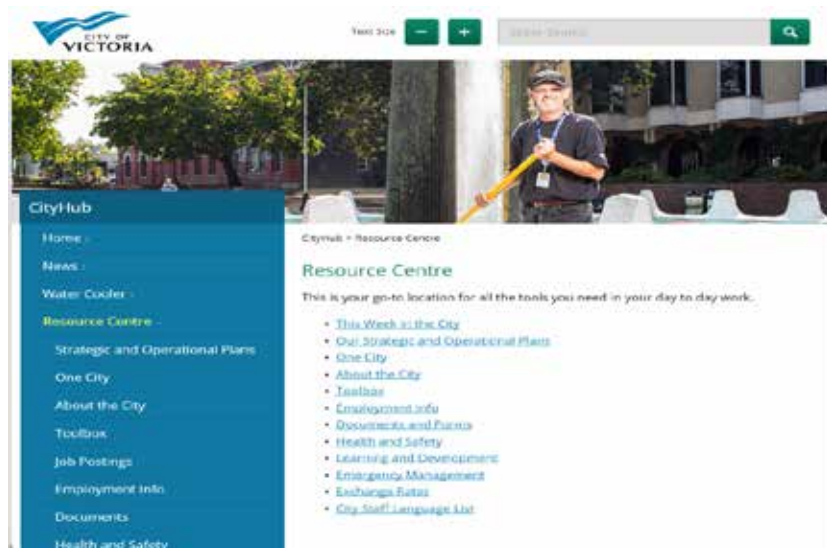 CITY OF
VICTORIA
Text Size
CityHub
Home
News
Water Cooler
Resource Centre
Strategic and Operational Plans
One City
About the City
Toolbox
Job Postings
Employment Info
Documents
Health and Safety
CityHub > Resource Centre
Resource Centre
This is your go-to location for all the tools you need in your day to day work.
This Week in the City
Our Strategic and Operational Plans
One City
About the City
Toolbox
Employment Info
Documents and Forms
Health and Safety
Learning and Development
Emergency Management
Exchange Rates
City Staff Language List